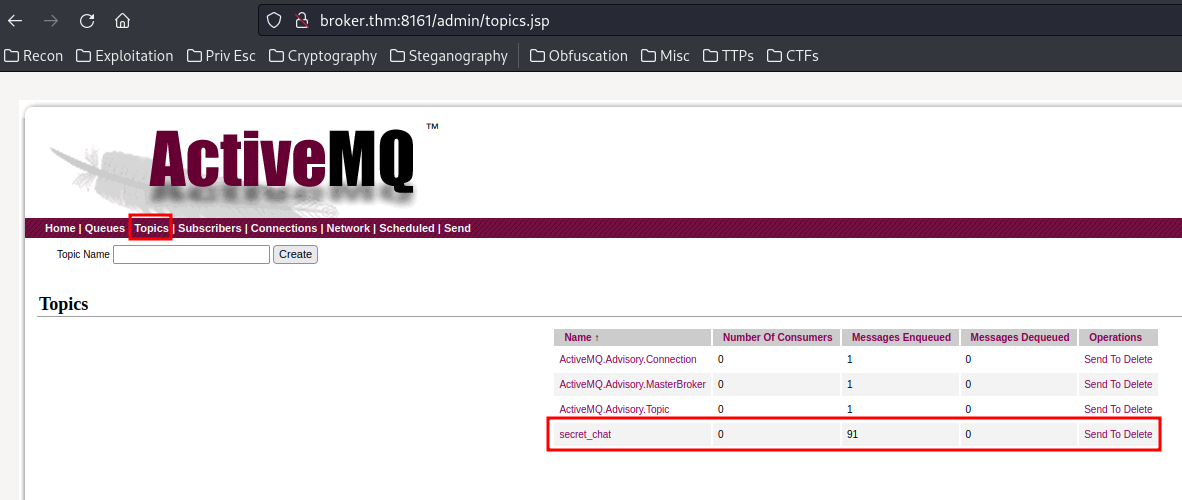 broker.thm:8161/admin/topics.jsp
Recon Exploitation Priv Esc Cryptography Steganography Obfuscation Misc TTPs CTFs
ActiveMQ ™
Home | Queues | Topics | Subscribers | Connections | Network | Scheduled | Send
Topic Name Create
Topics
Name ↑ Number Of Consumers Messages Enqueued Messages Dequeued Operations
ActiveMQ.Advisory.Connection 0 1 0 Send To Delete
ActiveMQ.Advisory.MasterBroker 0 1 0 Send To Delete
ActiveMQ.Advisory.Topic 0 1 0 Send To Delete
secret_chat 0 91 0 Send To Delete